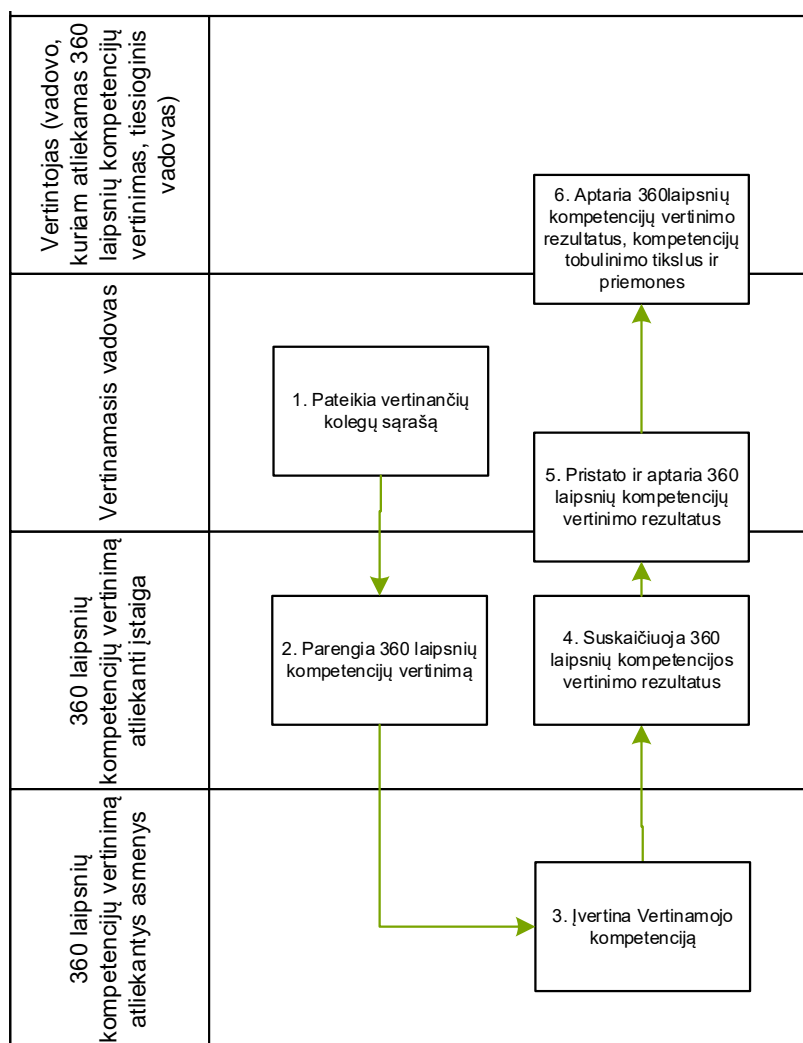 Vertintojas (vadovo,
kuriam atliekamas 360
laipsnių kompetencijų
vertinimas, tiesioginis
vadovas)
6. Aptaria 360laipsnių
kompetencijų vertinimo
rezultatus, kompetencijų
tobulinimo tikslus ir
priemones
Vertinamasis vadovas
1. Pateikia vertinančių
kolegų sąrašą
5. Pristato ir aptaria 360
laipsnių kompetencijų
vertinimo rezultatus
360 laipsnių
kompetencijų vertinimą
atliekanti įstaiga
2. Parengia 360 laipsnių
kompetencijų vertinimą
4. Suskaičiuoja 360
laipsnių kompetencijos
vertinimo rezultatus
360 laipsnių
kompetencijų vertinimą
atliekantys asmenys
3. Įvertina Vertinamojo
kompetenciją